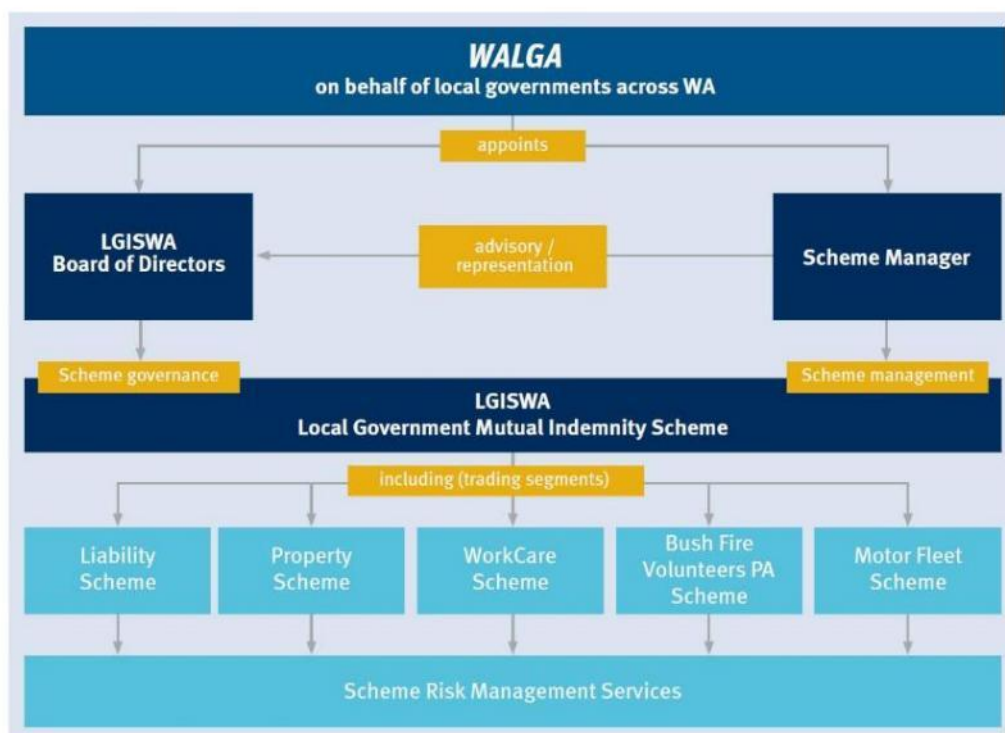 WALGA
on behalf of local governments across WA
appoints
LGISWA
Board of Directors
advisory /
representation
Scheme Manager
Scheme governance
Scheme management
LGISWA
Local Government Mutual Indemnity Scheme
including (trading segments)
Liability
Scheme
Property
Scheme
WorkCare
Scheme
Bush Fire
Volunteers PA
Scheme
Motor Fleet
Scheme
Scheme Risk Management Services